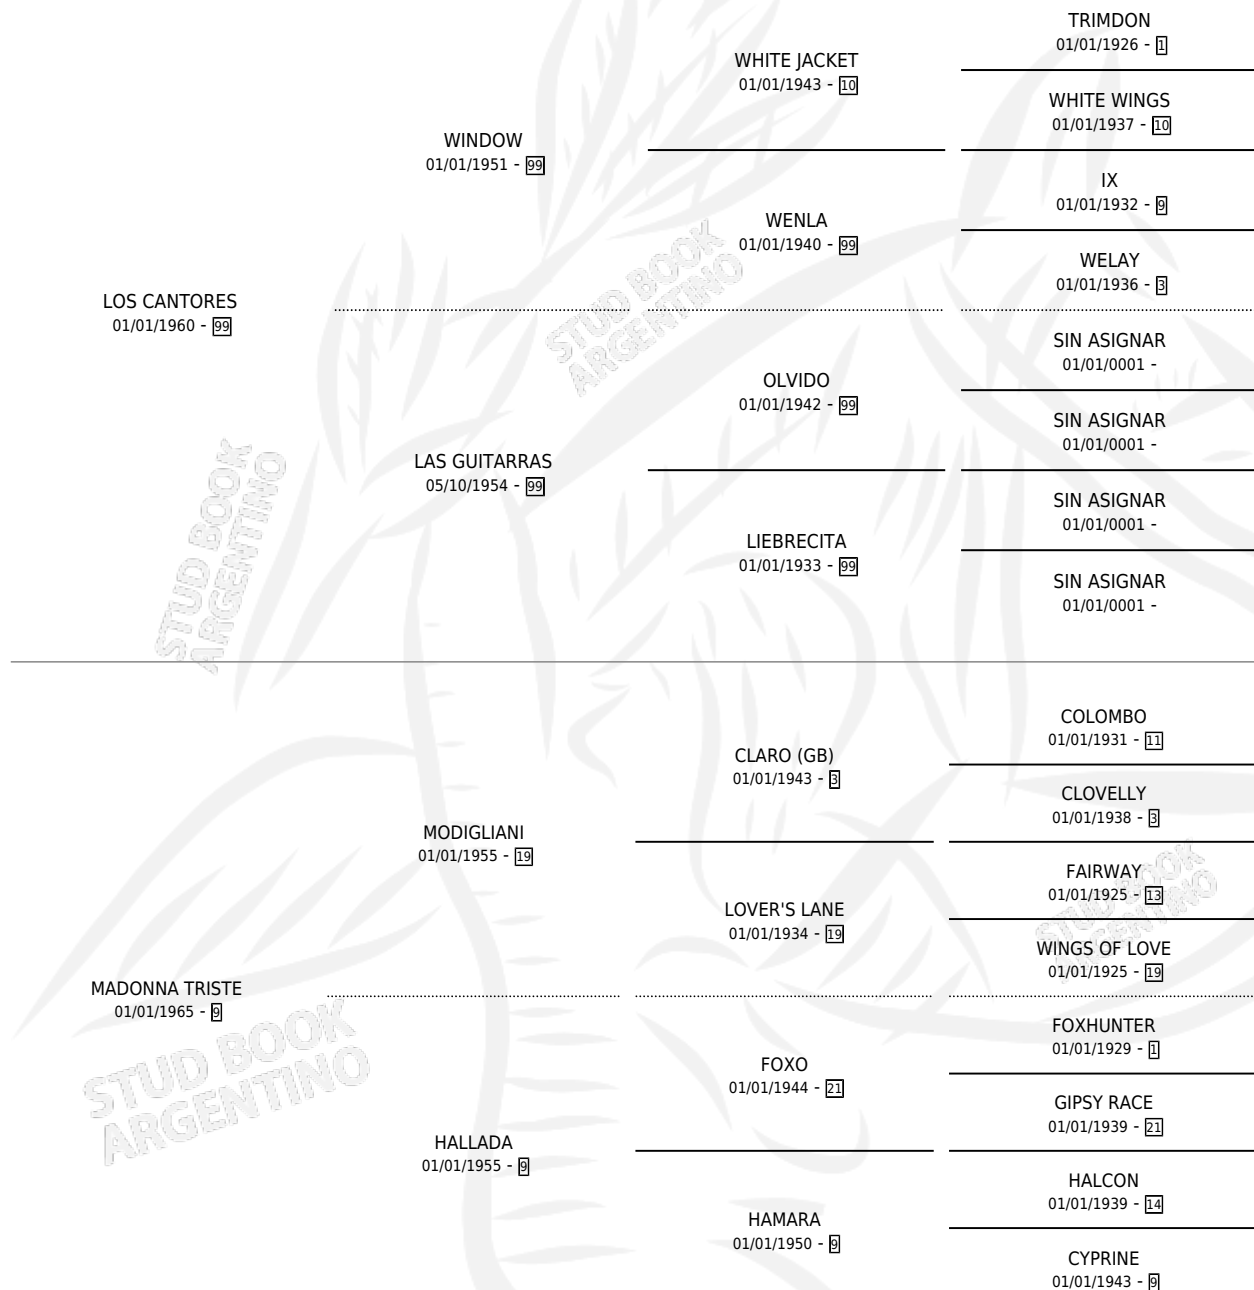 TRIMDON
01/01/1926 - 1
WHITE JACKET
01/01/1943 - 10
WHITE WINGS
01/01/1937 - 10
WINDOW
01/01/1951 - 99
IX
01/01/1932 - 9
WENLA
01/01/1940 - 99
WELAY
01/01/1936 - 3
LOS CANTORES
01/01/1960 - 99
SIN ASIGNAR
01/01/0001 -
OLVIDO
01/01/1942 - 99
SIN ASIGNAR
01/01/0001 -
LAS GUITARRAS
05/10/1954 - 99
SIN ASIGNAR
01/01/0001 -
LIEBRECITA
01/01/1933 - 99
SIN ASIGNAR
01/01/0001 -
COLOMBO
01/01/1931 - 11
CLARO (GB)
01/01/1943 - 3
CLOVELLY
01/01/1938 - 3
MODIGLIANI
01/01/1955 - 19
FAIRWAY
01/01/1925 - 13
LOVER'S LANE
01/01/1934 - 19
WINGS OF LOVE
01/01/1925 - 19
MADONNA TRISTE
01/01/1965 - 9
FOXHUNTER
01/01/1929 - 1
FOXO
01/01/1944 - 21
GIPSY RACE
01/01/1939 - 21
HALLADA
01/01/1955 - 9
HALCON
01/01/1939 - 14
HAMARA
01/01/1950 - 9
CYPRINE
01/01/1943 - 9
STUD BOOK
ARGENTINO
STUD BOOK
ARGENTINO
STUD BOOK
ARGENTINO
STUD BOOK
ARGENTINO